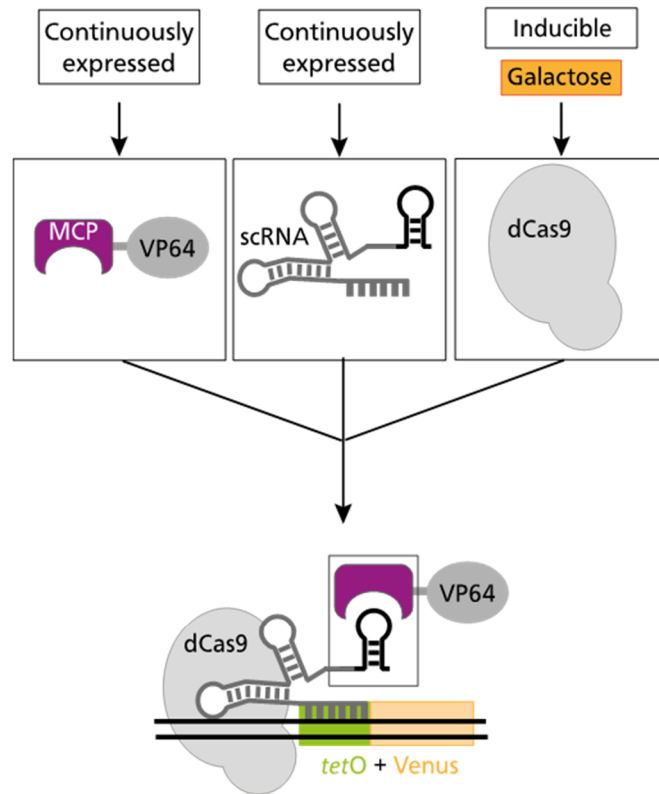 Continuously
expressed
Continuously
expressed
Inducible
Galactose
MCP
VP64
scRNA
dCas9
VP64
dCas9
tetO + Venus